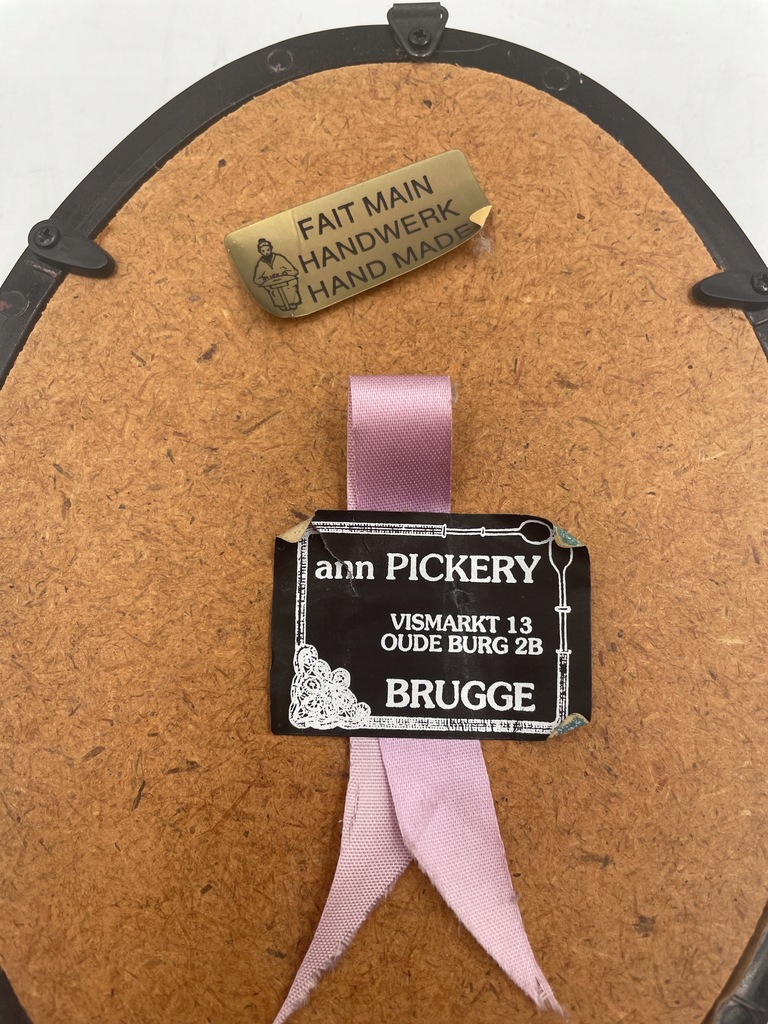 FAIT MAIN
HANDWERK
HAND MADE
ann PICKERY
VISMARKT 13
OUDE BURG 2B
BRUGGE